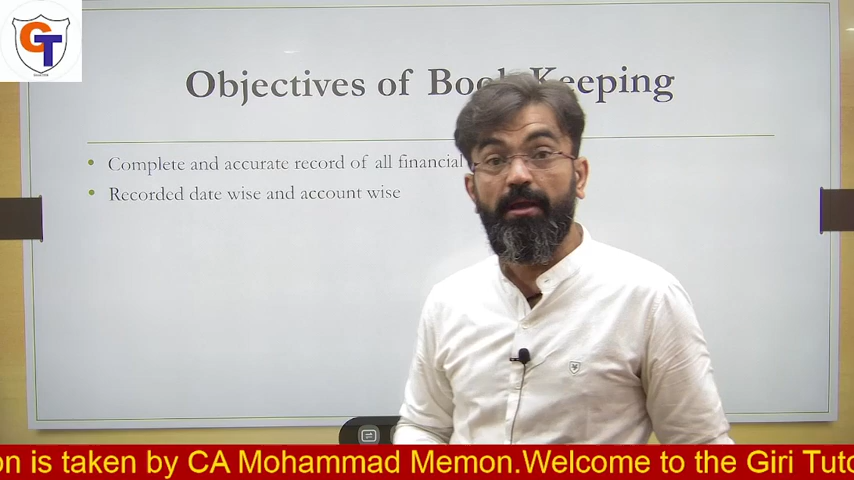 GT
Objectives of Book Keeping
Complete and accurate record of all financial
Recorded date wise and account wise
on is taken by CA Mohammad Memon.Welcome to the Giri Tuto